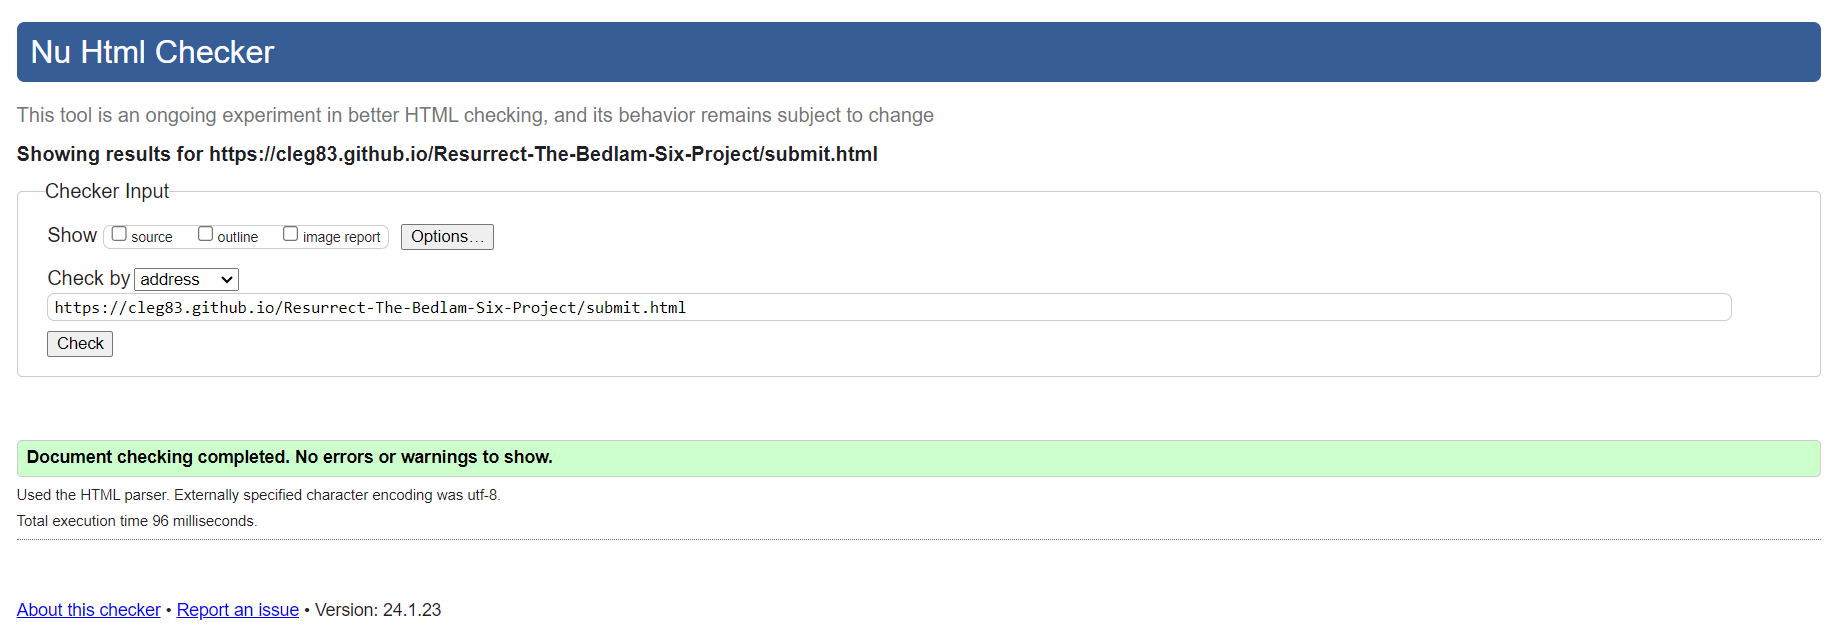 Nu Html Checker
This tool is an ongoing experiment in better HTML checking, and its behavior remains subject to change
Showing results for https://cleg83.github.io/Resurrect-The-Bedlam-Six-Project/submit.html
Checker Input
Show source outline image report Options...
Check by address
https://cleg83.github.io/Resurrect-The-Bedlam-Six-Project/submit.html
Check
Document checking completed. No errors or warnings to show.
Used the HTML parser. Externally specified character encoding was utf-8.
Total execution time 96 milliseconds.
About this checker • Report an issue • Version: 24.1.23